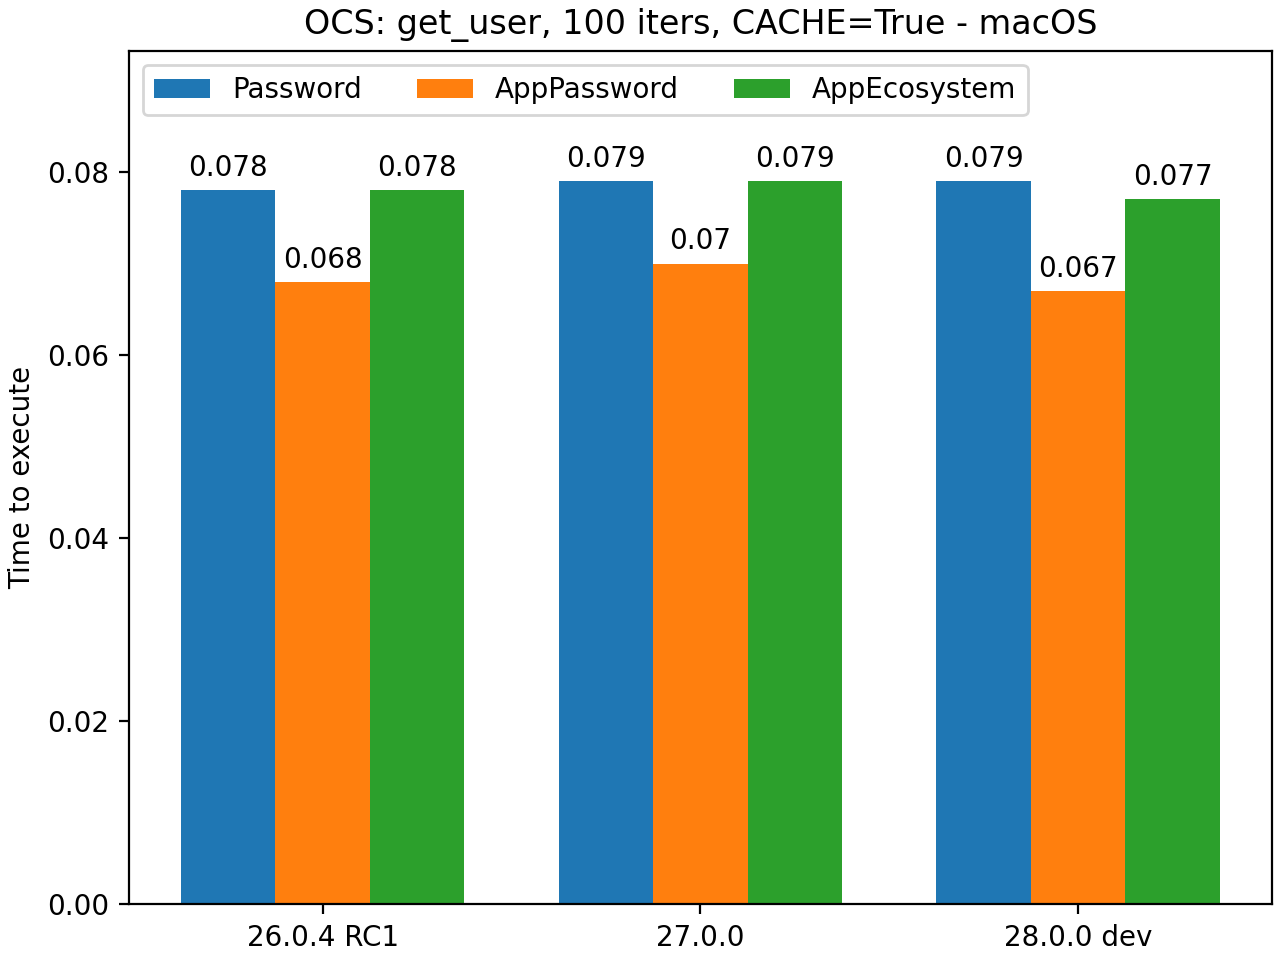 OCS: get_user, 100 iters, CACHE=True - macOS
Password AppPassword AppEcosystem
0.078 0.068 0.078 0.079 0.07 0.079 0.079 0.067 0.077
Time to execute
0.08
0.06
0.04
0.02
0.00
26.0.4 RC1 27.0.0 28.0.0 dev